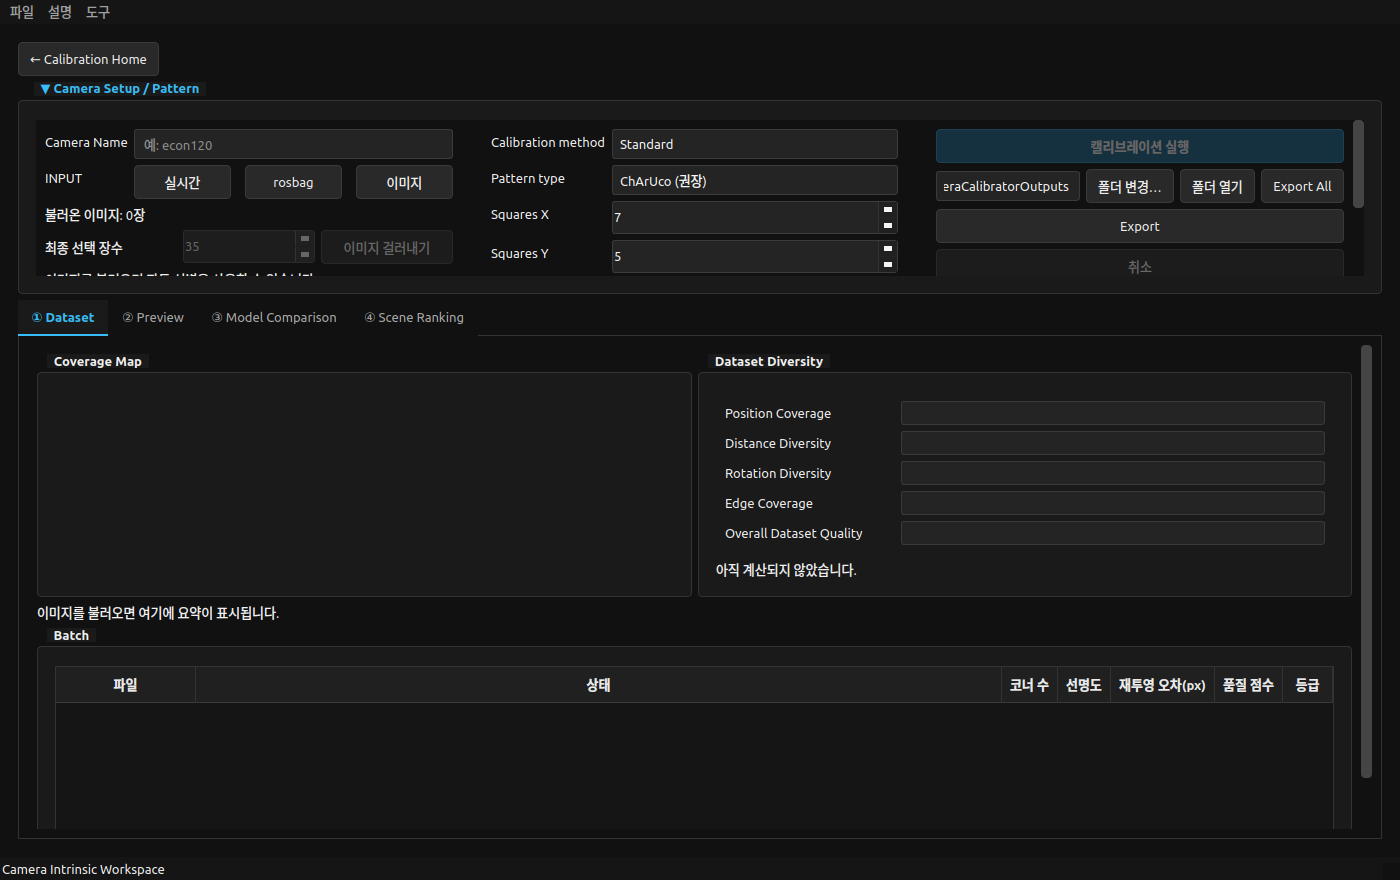 파일 설명 도구
← Calibration Home
▼ Camera Setup / Pattern
Camera Name 예: econ120
INPUT 실시간 rosbag 이미지
불러온 이미지: 0장
최종 선택 장수 35 이미지 걸러내기
Calibration method Standard
Pattern type ChArUco (권장)
Squares X 7
Squares Y 5
캘리브레이션 실행
eraCalibratorOutputs 폴더 변경... 폴더 열기 Export All
Export
취소
① Dataset ② Preview ③ Model Comparison ④ Scene Ranking
Coverage Map
Dataset Diversity
Position Coverage
Distance Diversity
Rotation Diversity
Edge Coverage
Overall Dataset Quality
아직 계산되지 않았습니다.
이미지를 불러오면 여기에 요약이 표시됩니다.
Batch
파일 상태 코너 수 선명도 재투영 오차(px) 품질 점수 등급
Camera Intrinsic Workspace